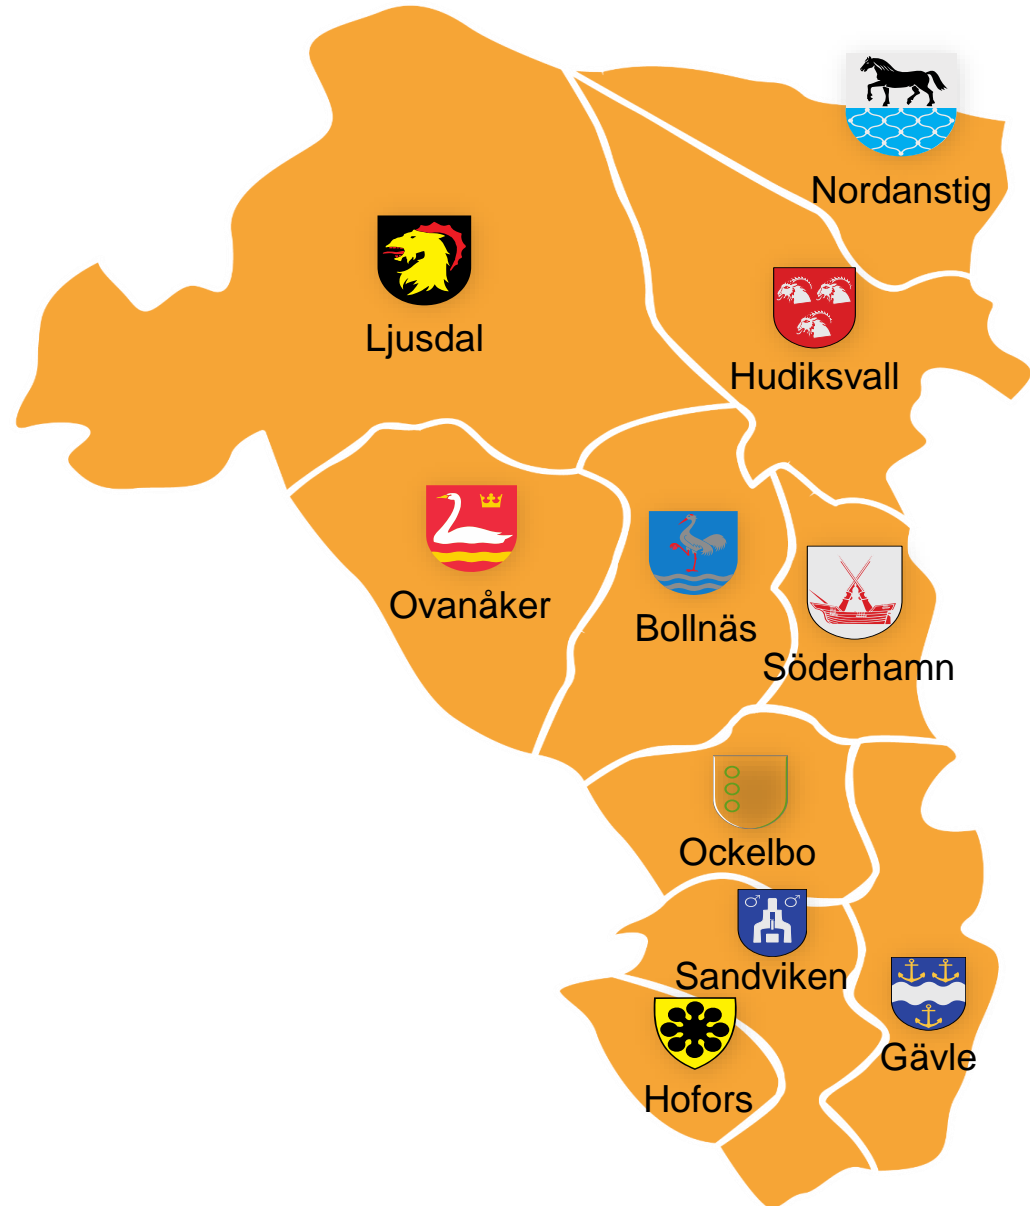 Nordanstig
Ljusdal
Hudiksvall
Ovanåker
Bollnäs
Söderhamn
Ockelbo
Sandviken
Gävle
Hofors